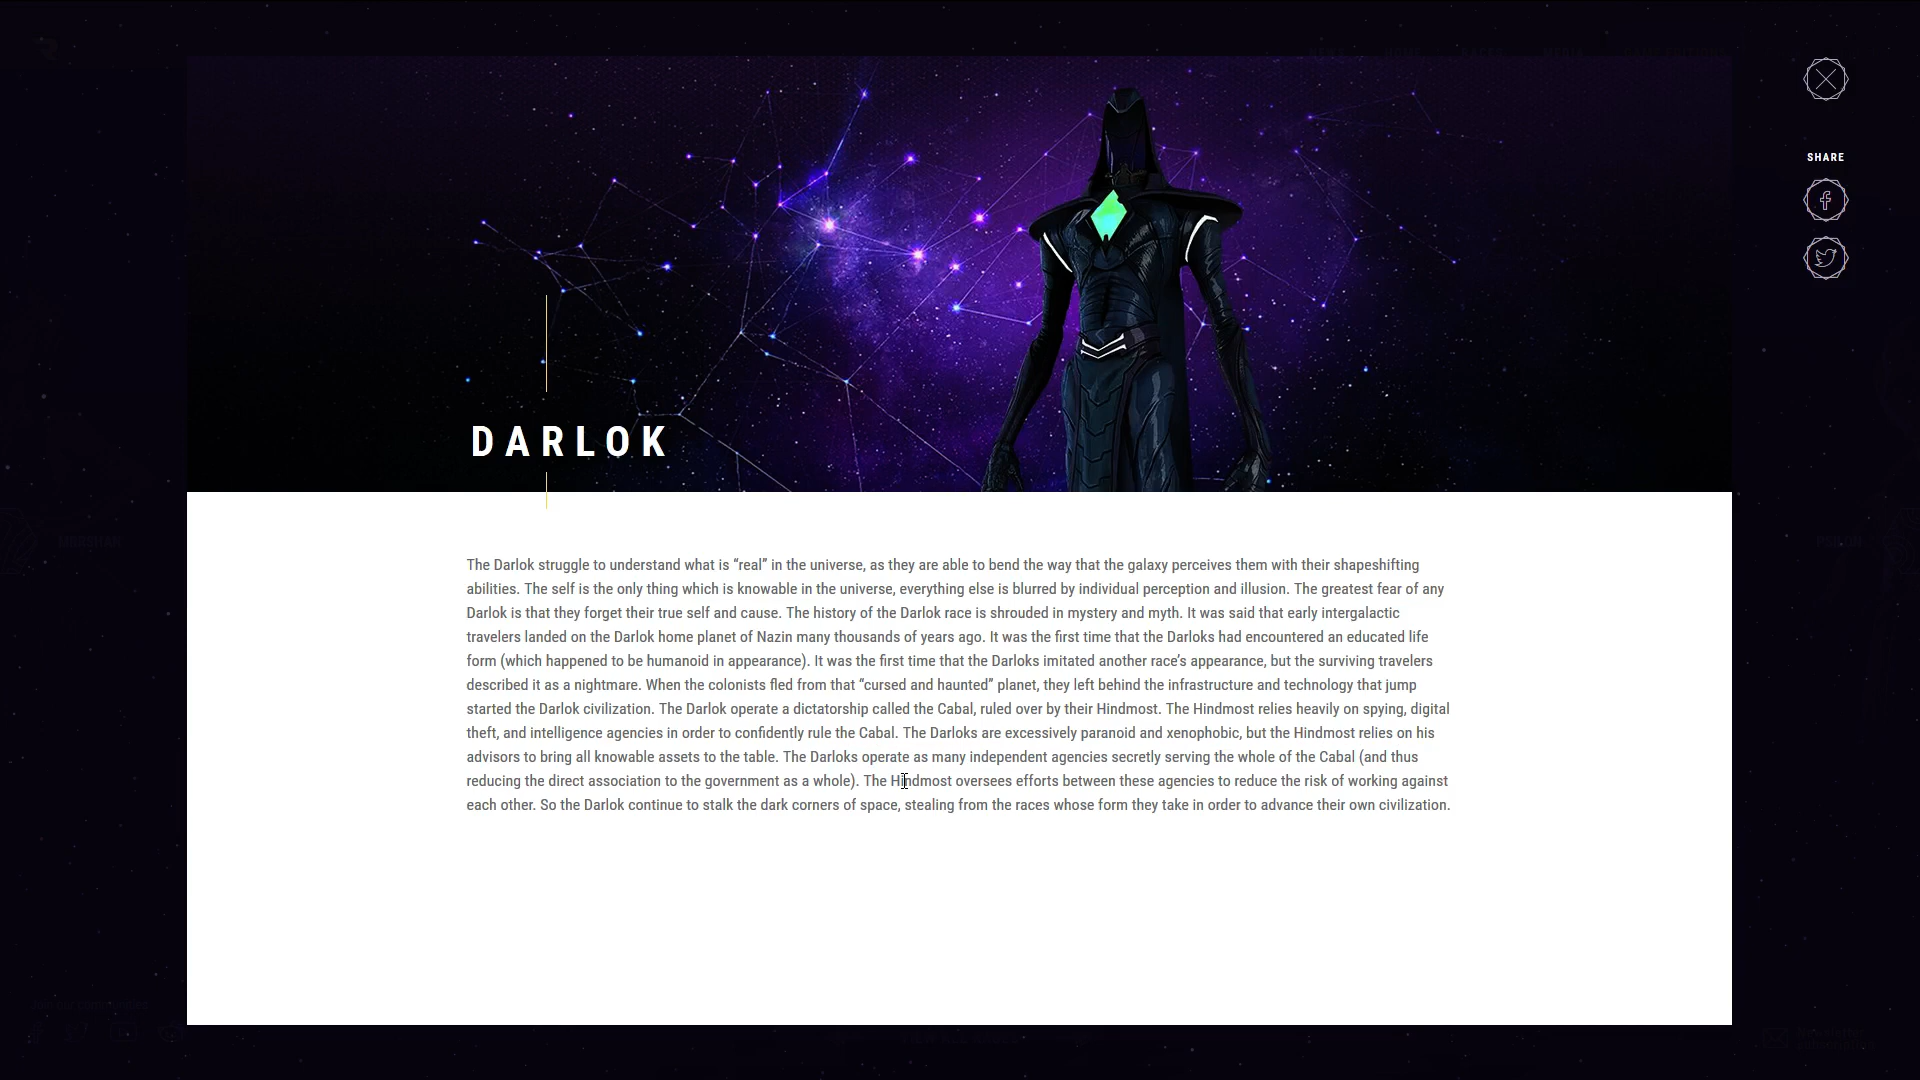 SHARE
DARLOK
The Darlok struggle to understand what is “real” in the universe, as they are able to bend the way that the galaxy perceives them with their shapeshifting
abilities. The self is the only thing which is knowable in the universe, everything else is blurred by individual perception and illusion. The greatest fear of any
Darlok is that they forget their true self and cause. The history of the Darlok race is shrouded in mystery and myth. It was said that early intergalactic
travelers landed on the Darlok home planet of Nazin many thousands of years ago. It was the first time that the Darloks had encountered an educated life
form (which happened to be humanoid in appearance). It was the first time that the Darloks imitated another race’s appearance, but the surviving travelers
described it as a nightmare. When the colonists fled from that “cursed and haunted” planet, they left behind the infrastructure and technology that jump
started the Darlok civilization. The Darlok operate a dictatorship called the Cabal, ruled over by their Hindmost. The Hindmost relies heavily on spying, digital
theft, and intelligence agencies in order to confidently rule the Cabal. The Darloks are excessively paranoid and xenophobic, but the Hindmost relies on his
advisors to bring all knowable assets to the table. The Darloks operate as many independent agencies secretly serving the whole of the Cabal (and thus
reducing the direct association to the government as a whole). The Hindmost oversees efforts between these agencies to reduce the risk of working against
each other. So the Darlok continue to stalk the dark corners of space, stealing from the races whose form they take in order to advance their own civilization.